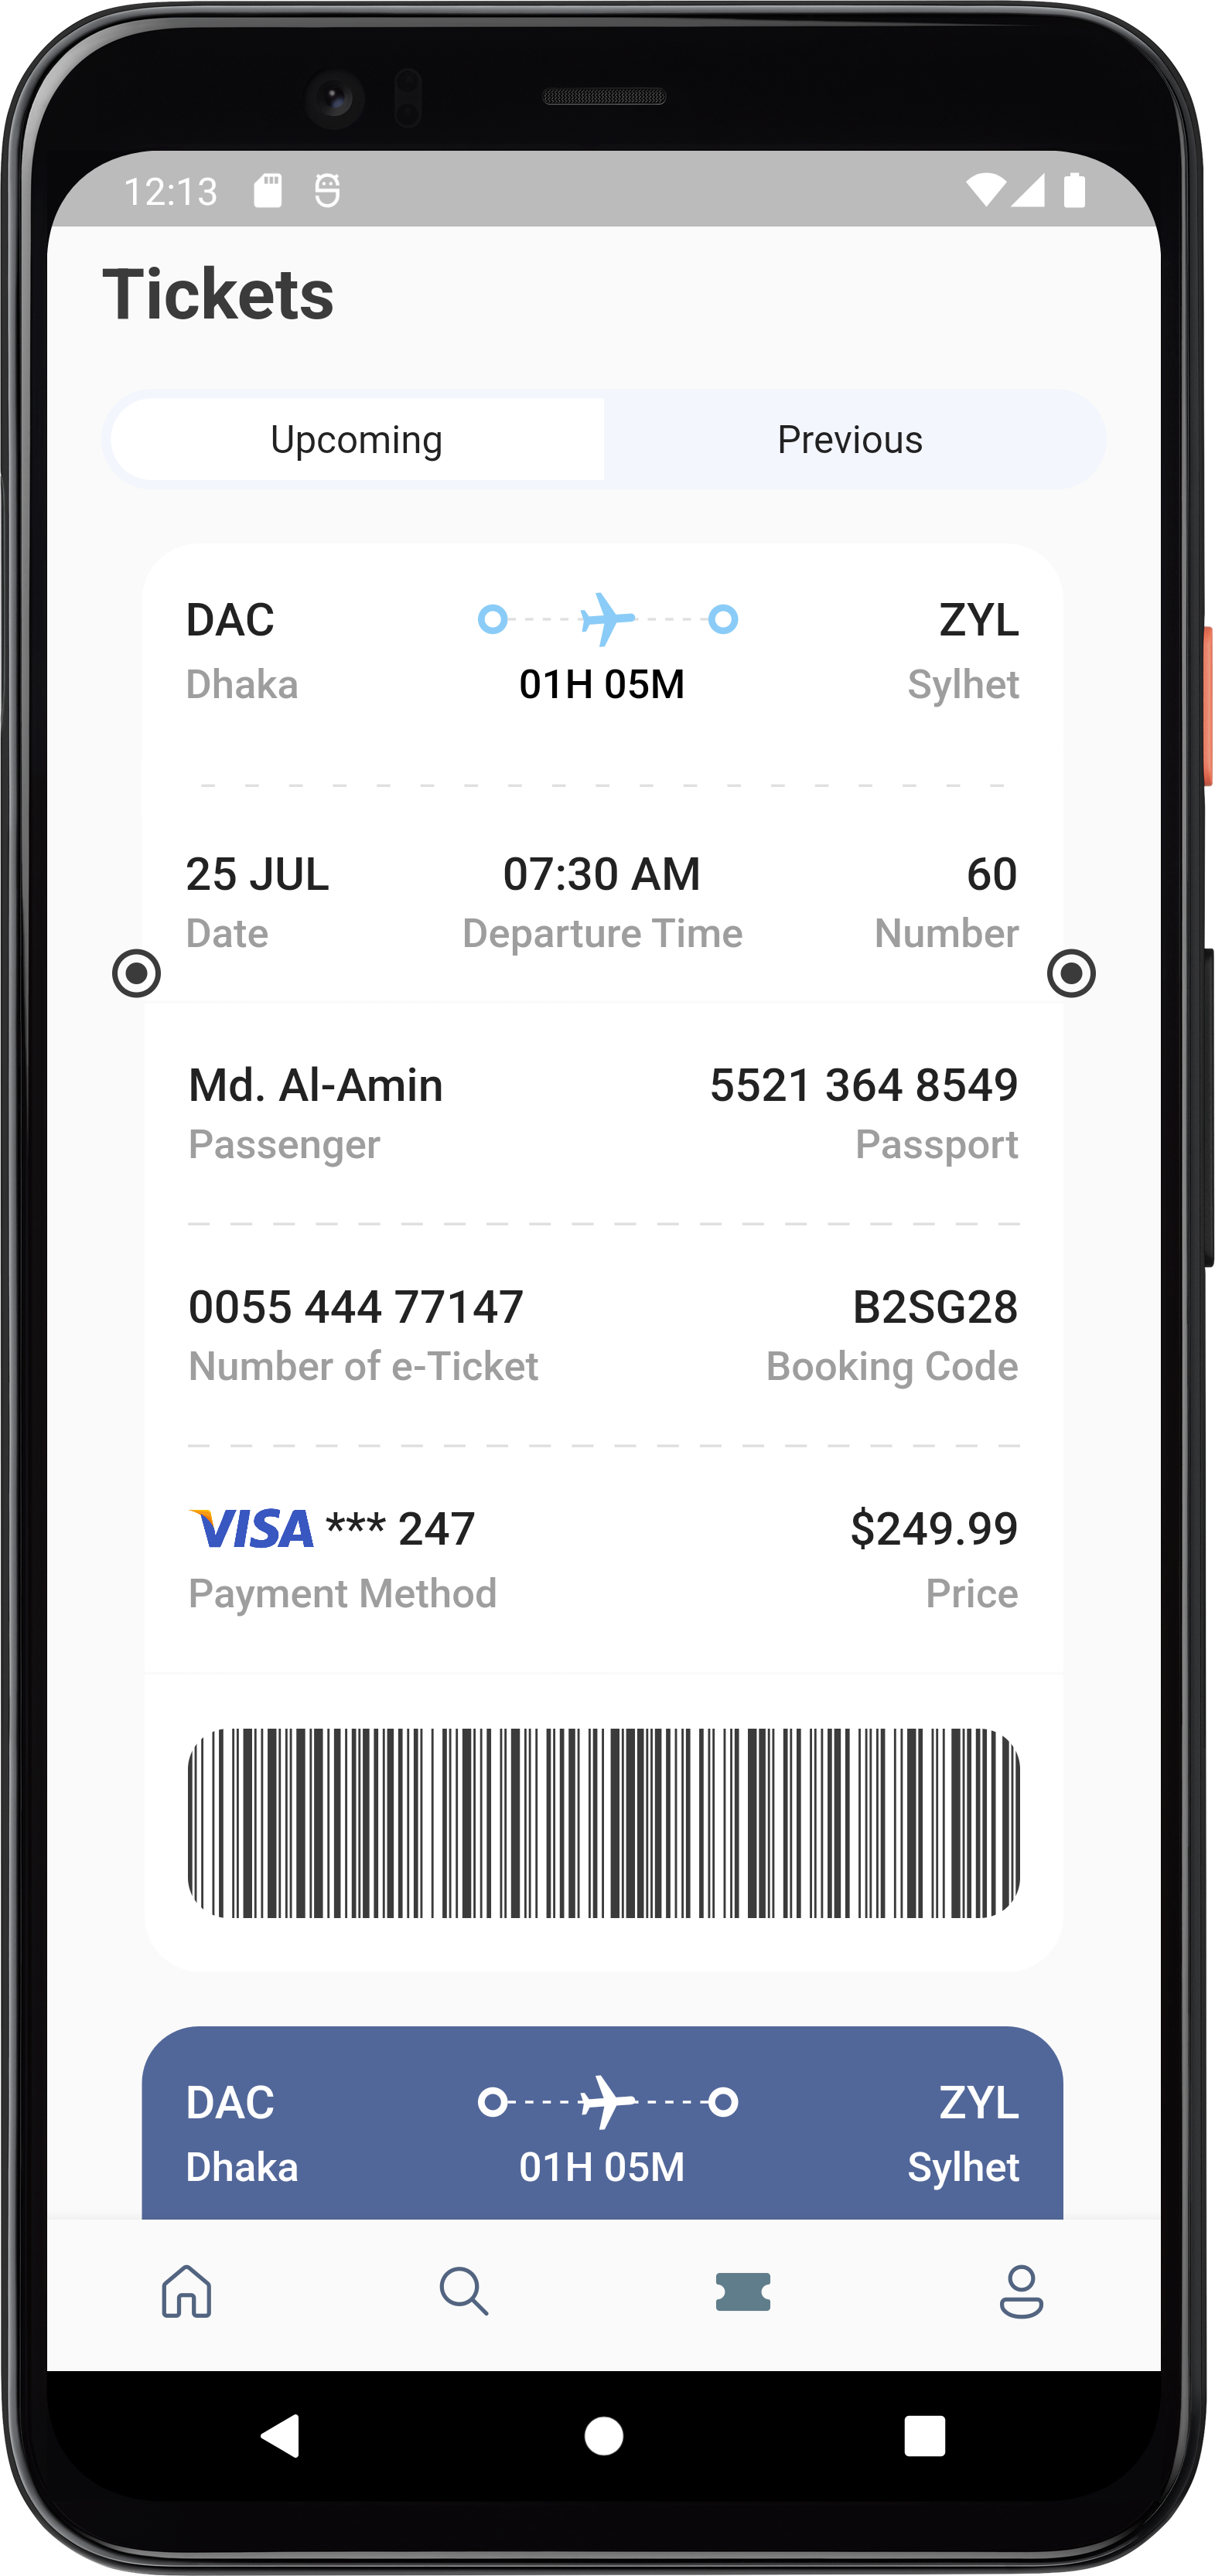 12:13
Tickets
Upcoming Previous
DAC ZYL
Dhaka 01H 05M Sylhet
25 JUL 07:30 AM 60
Date Departure Time Number
Md. Al-Amin 5521 364 8549
Passenger Passport
0055 444 77147 B2SG28
Number of e-Ticket Booking Code
VISA *** 247 $249.99
Payment Method Price
DAC ZYL
Dhaka 01H 05M Sylhet